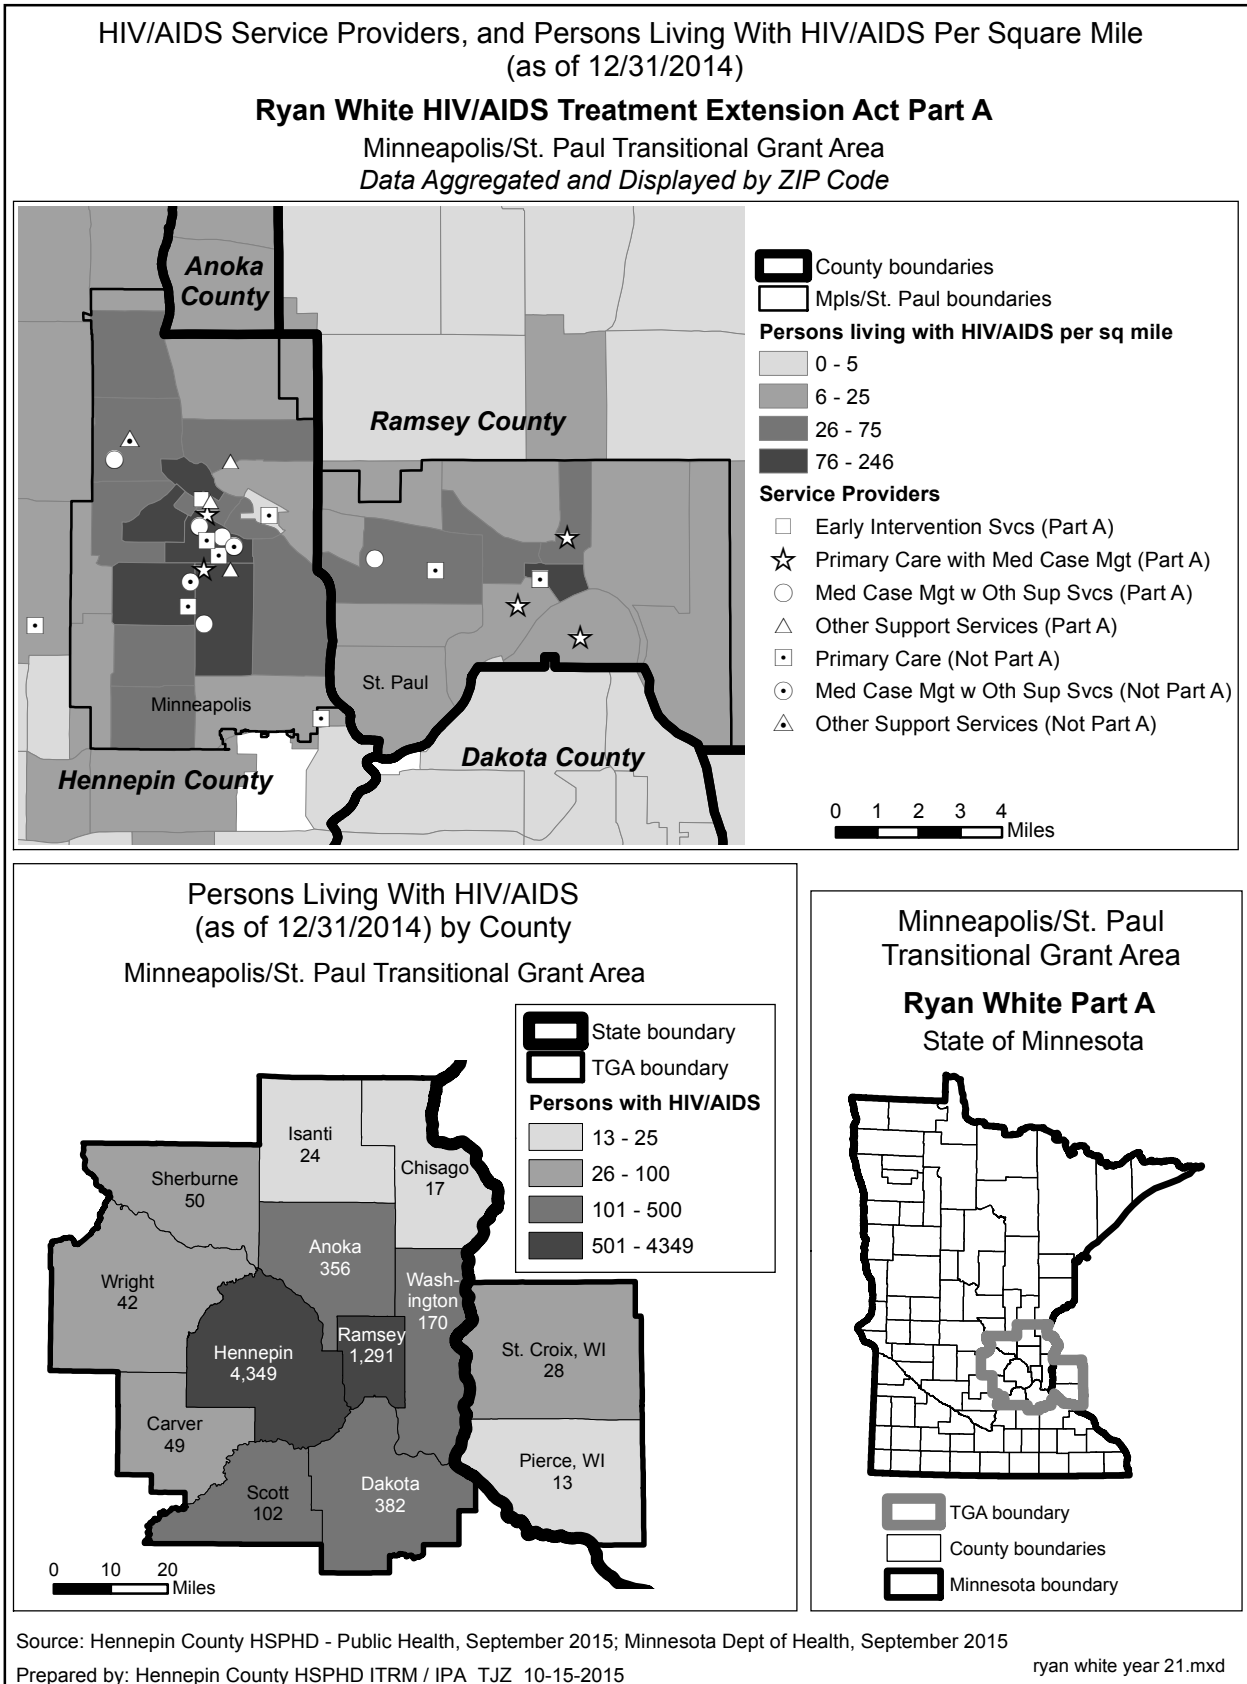 HIV/AIDS Service Providers, and Persons Living With HIV/AIDS Per Square Mile
(as of 12/31/2014)
Ryan White HIV/AIDS Treatment Extension Act Part A
Minneapolis/St. Paul Transitional Grant Area
Data Aggregated and Displayed by ZIP Code
Anoka
County
Ramsey County
St. Paul
Minneapolis
Dakota County
Hennepin County
County boundaries
Mpls/St. Paul boundaries
Persons living with HIV/AIDS per sq mile
0 - 5
6 - 25
26 - 75
76 - 246
Service Providers
Early Intervention Svcs (Part A)
Primary Care with Med Case Mgt (Part A)
Med Case Mgt w Oth Sup Svcs (Part A)
Other Support Services (Part A)
Primary Care (Not Part A)
Med Case Mgt w Oth Sup Svcs (Not Part A)
Other Support Services (Not Part A)
0 1 2 3 4
Miles
Persons Living With HIV/AIDS
(as of 12/31/2014) by County
Minneapolis/St. Paul Transitional Grant Area
State boundary
TGA boundary
Persons with HIV/AIDS
13 - 25
26 - 100
101 - 500
501 - 4349
Isanti
24
Chisago
17
Sherburne
50
Anoka
356
Wright
42
Wash-
ington
170
Ramsey
1,291
Hennepin
4,349
St. Croix, WI
28
Carver
49
Pierce, WI
13
Scott
102
Dakota
382
0 10 20
Miles
Minneapolis/St. Paul
Transitional Grant Area
Ryan White Part A
State of Minnesota
TGA boundary
County boundaries
Minnesota boundary
Source: Hennepin County HSPHD - Public Health, September 2015; Minnesota Dept of Health, September 2015
Prepared by: Hennepin County HSPHD ITRM / IPA TJZ 10-15-2015
ryan white year 21.mxd